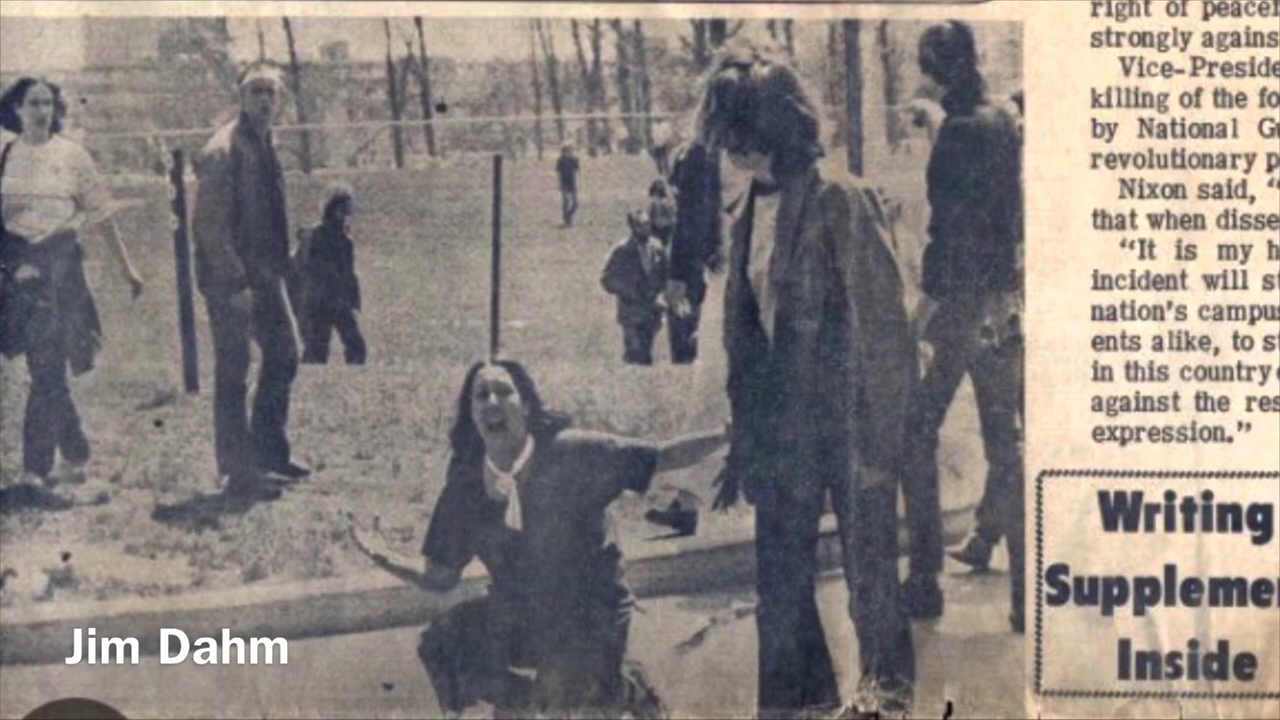 right of peacef
strongly agains
Vice-Preside
killing of the fo
by National G
revolutionary p
Nixon said, “
that when disse
“It is my h
incident will st
nation’s campus
ents alike, to st
in this country
against the res
expression.”
Writing
Suppleme
Inside
Jim Dahm